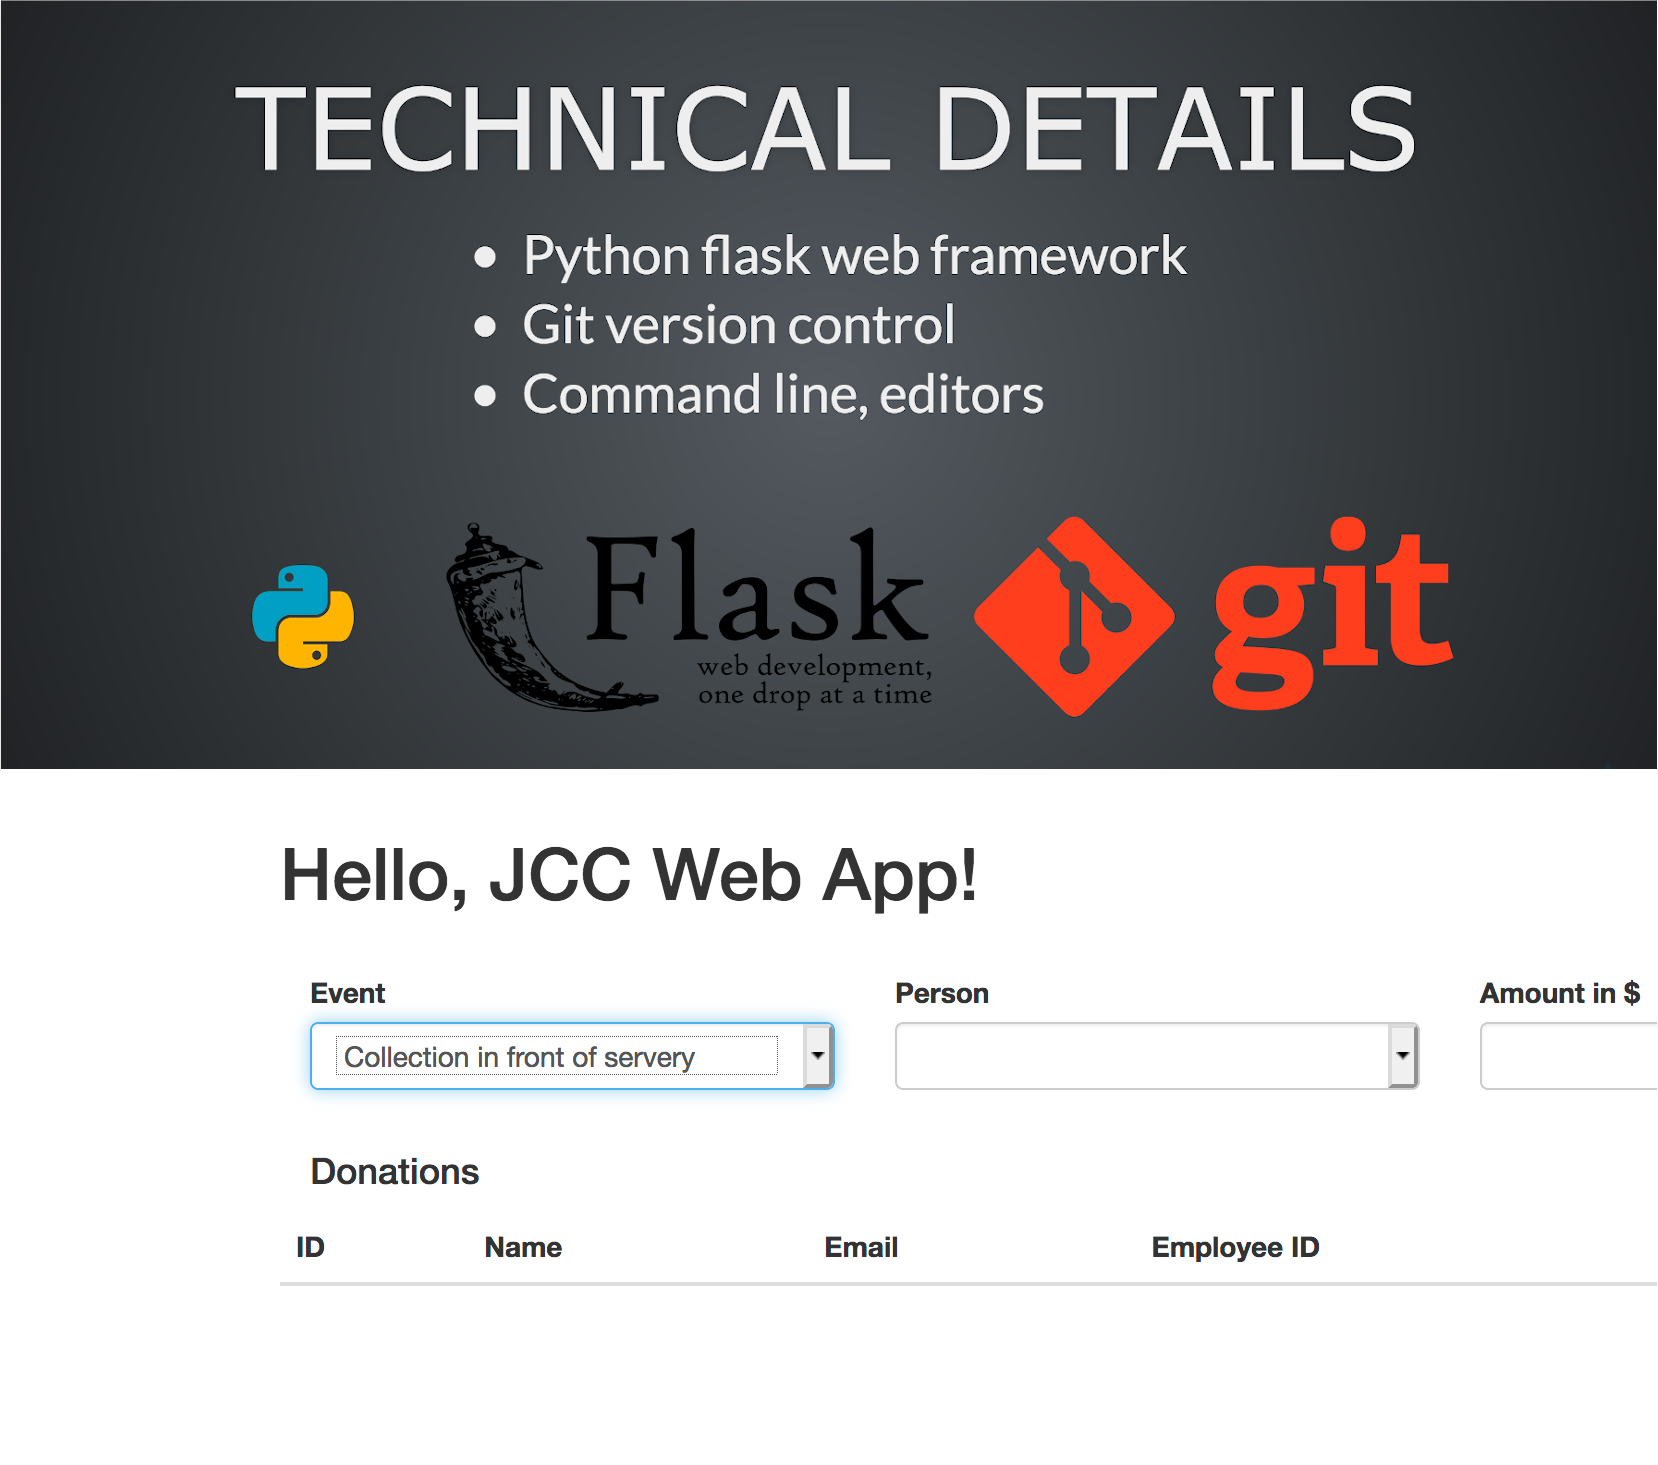 TECHNICAL DETAILS
• Python flask web framework
• Git version control
• Command line, editors
Flask
web development,
one drop at a time
git
Hello, JCC Web App!
Event Person Amount in $
Collection in front of servery
Donations
ID Name Email Employee ID